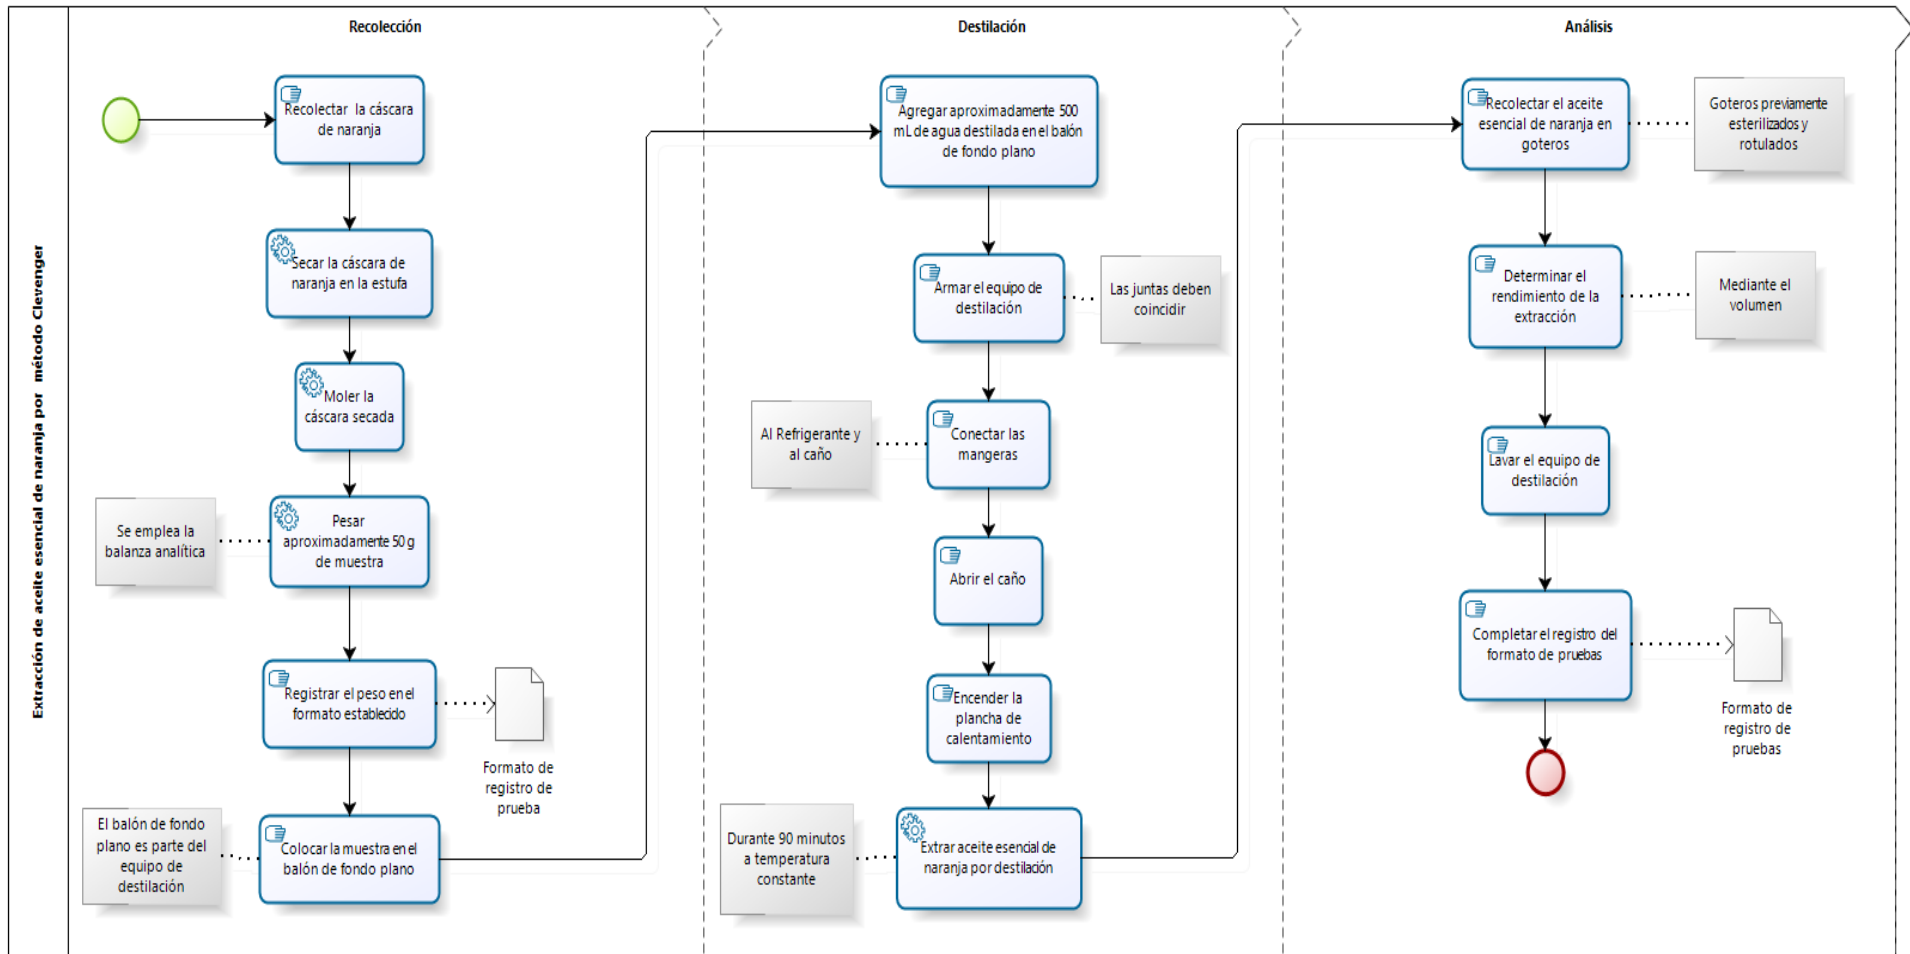 Extracción de aceite esencial de naranja por método Clevenger
Recolección
Recolectar la cáscara
de naranja
Secar la cáscara de
naranja en la estufa
Moler la
cáscara secada
Pesar
aproximadamente 50 g
de muestra
Se emplea la
balanza analítica
Registrar el peso en el
formato establecido
Formato de
registro de
prueba
Colocar la muestra en el
balón de fondo plano
El balón de fondo
plano es parte del
equipo de
destilación
Destilación
Agregar aproximadamente 500
mL de agua destilada en el balón
de fondo plano
Armar el equipo de
destilación
Las juntas deben
coincidir
Conectar las
mangeras
Al Refrigerante y
al caño
Abrir el caño
Encender la
plancha de
calentamiento
Extrar aceite esencial de
naranja por destilación
Durante 90 minutos
a temperatura
constante
Análisis
Recolectar el aceite
esencial de naranja en
goteros
Goteros previamente
esterilizados y
rotulados
Determinar el
rendimiento de la
extracción
Mediante el
volumen
Lavar el equipo de
destilación
Completar el registro del
formato de pruebas
Formato de
registro de
pruebas